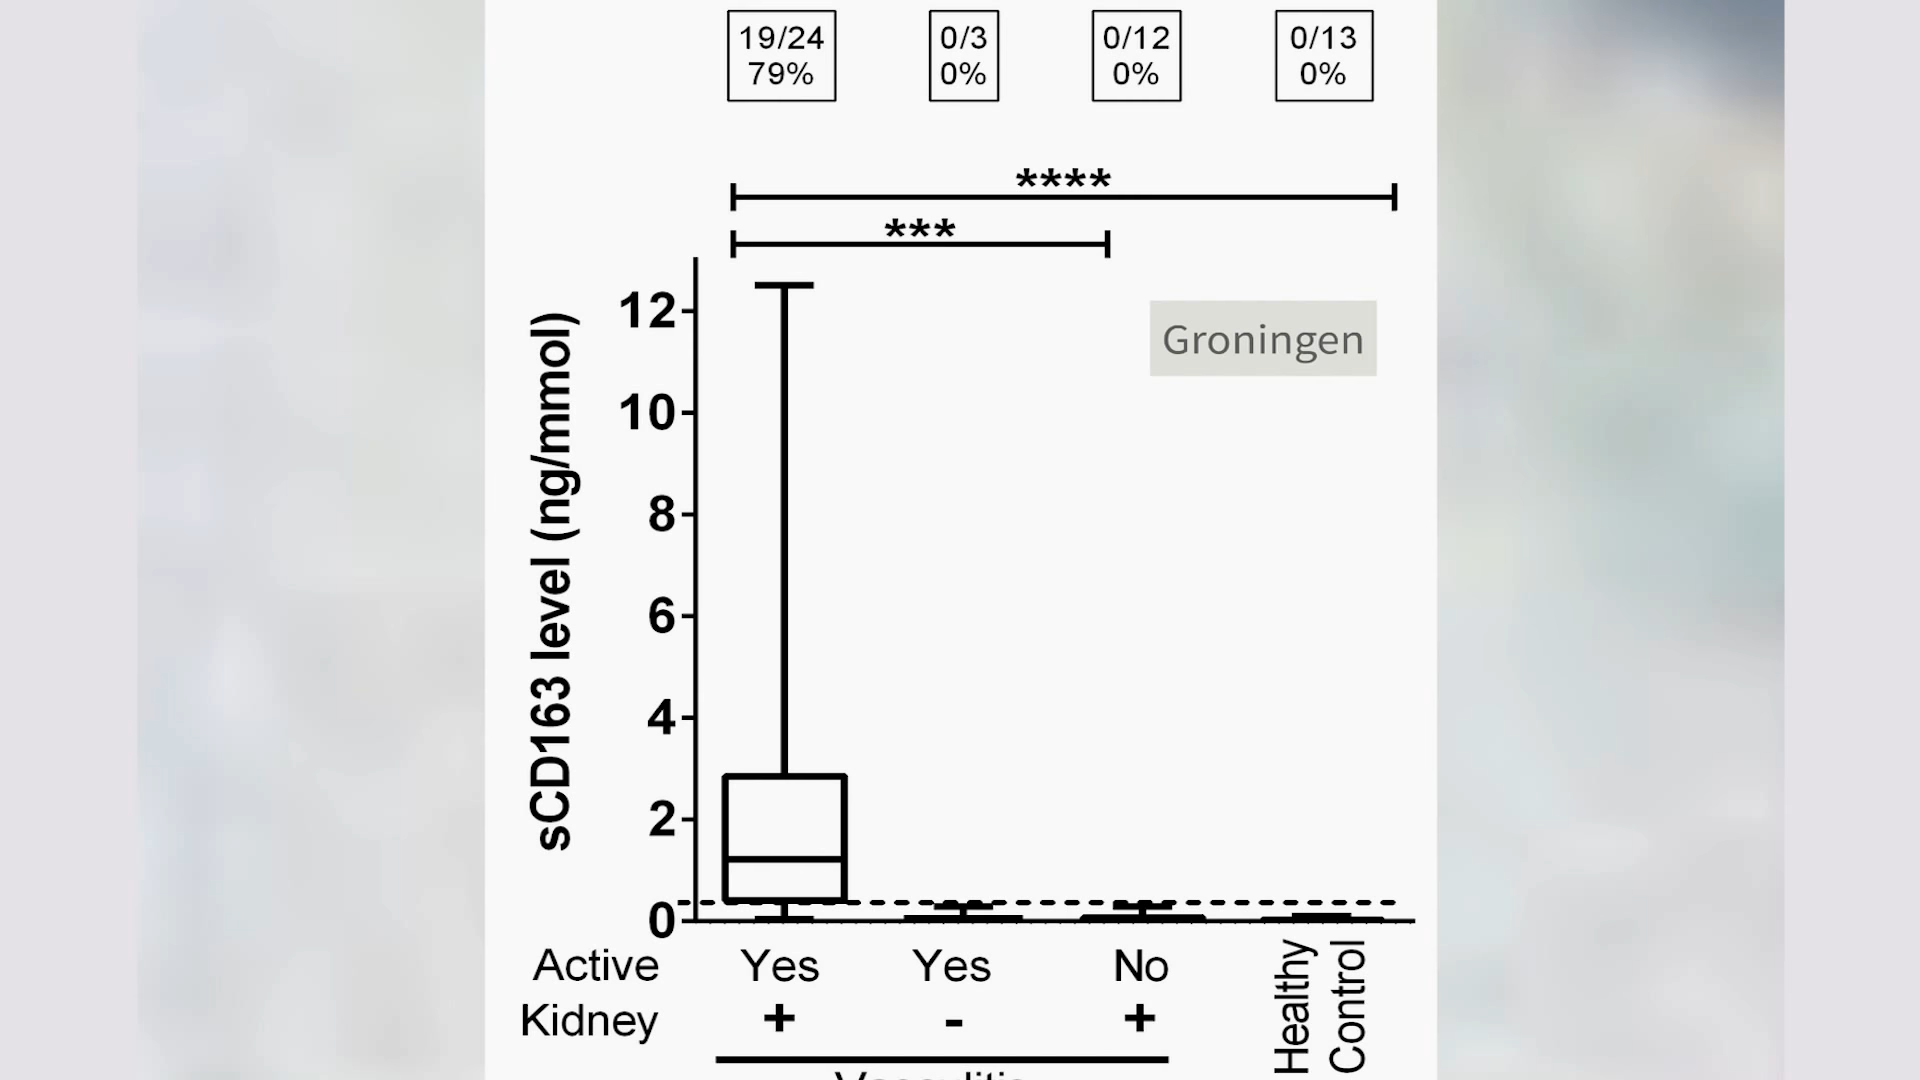 19/24
79%
0/3
0%
0/12
0%
0/13
0%
****
***
Groningen
sCD163 level (ng/mmol)
12
10
8
6
4
2
0
Active Yes Yes No
Kidney + - +
Healthy
Control
Vasculitis